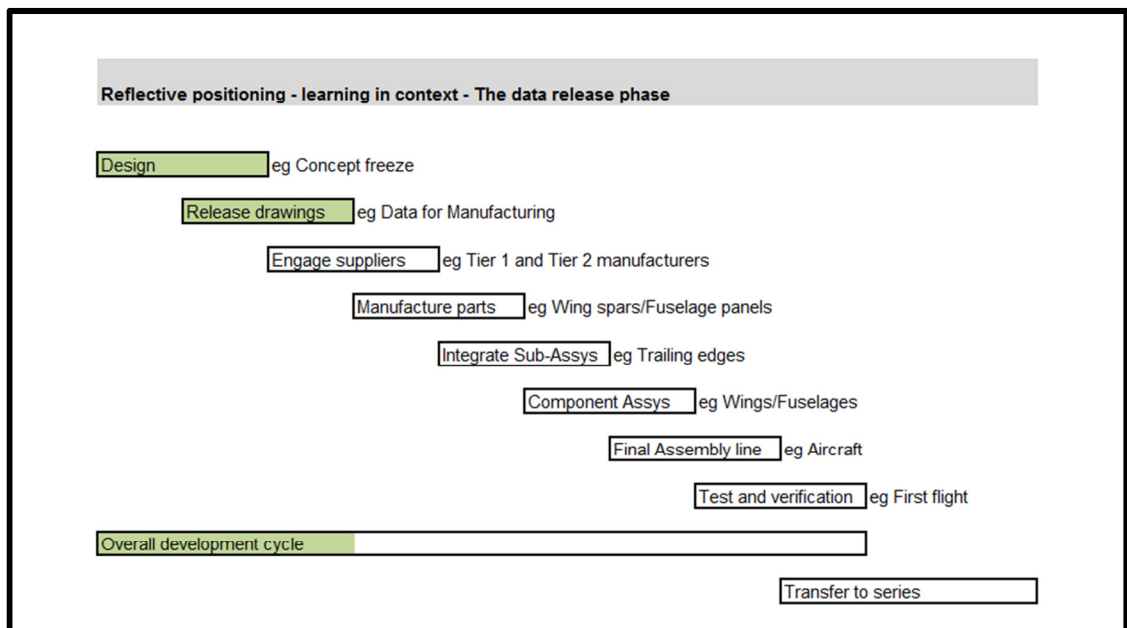 Reflective positioning - learning in context - The data release phase
Design eg Concept freeze
Release drawings eg Data for Manufacturing
Engage suppliers eg Tier 1 and Tier 2 manufacturers
Manufacture parts eg Wing spars/Fuselage panels
Integrate Sub-Assys eg Trailing edges
Component Assys eg Wings/Fuselages
Final Assembly line eg Aircraft
Test and verification eg First flight
Overall development cycle
Transfer to series